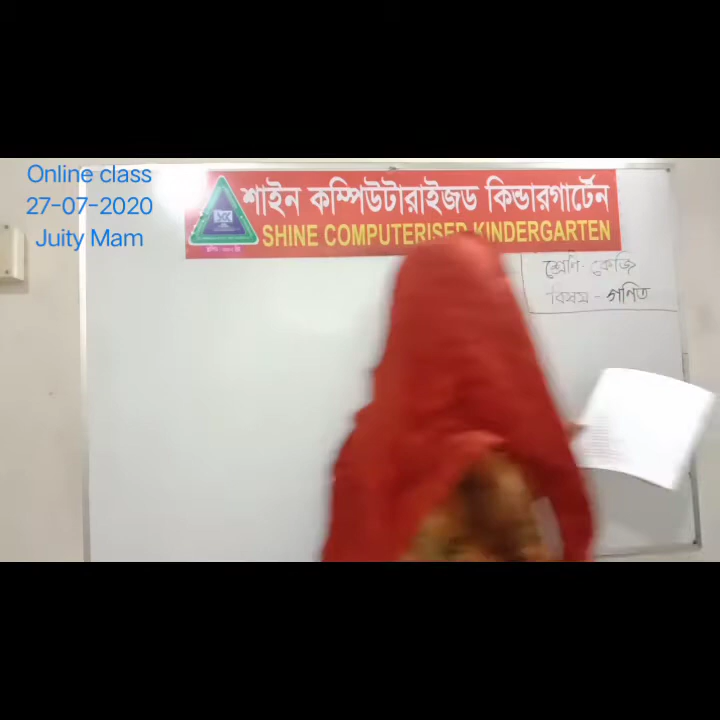 Online class
27-07-2020
Juity Mam
শাইন কম্পিউটারাইজড কিন্ডারগার্টেন
SHINE COMPUTERISED KINDERGARTEN
শ্রেণি- কেজি
বিষয় - গণিত